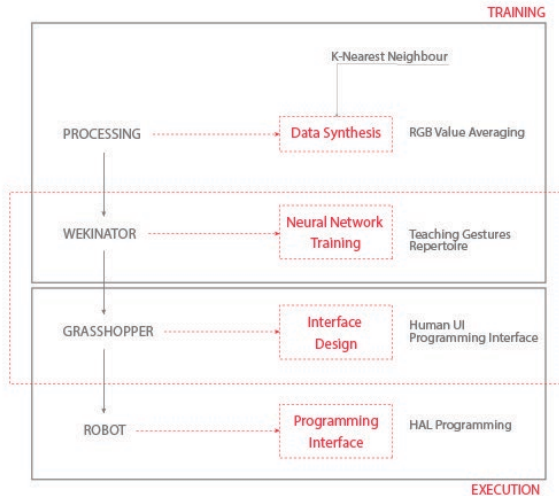 TRAINING
K-Nearest Neighbour
PROCESSING
Data Synthesis
RGB Value Averaging
WEKINATOR
Neural Network
Training
Teaching Gestures
Repertoire
GRASSHOPPER
Interface
Design
Human UI
Programming Interface
ROBOT
Programming
Interface
HAL Programming
EXECUTION